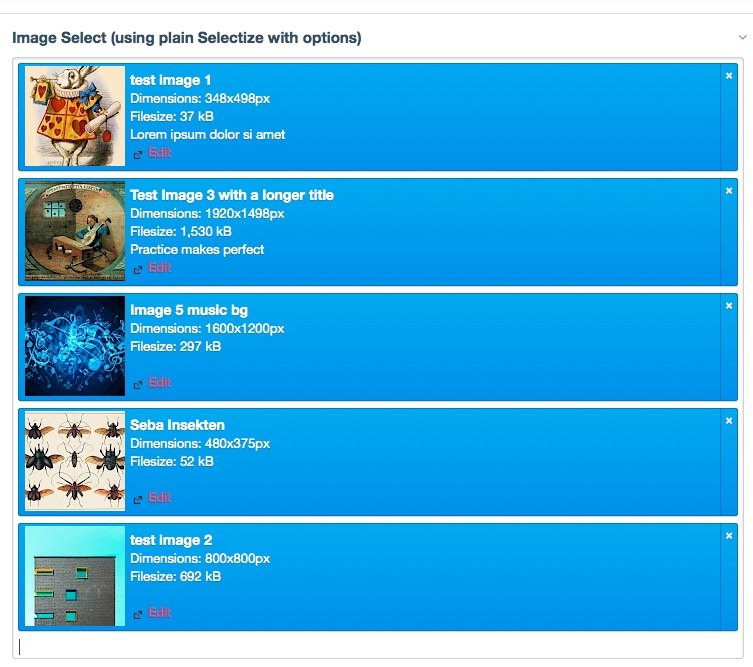 Image Select (using plain Selectize with options)
test image 1
Dimensions: 348x498px
Filesize: 37 kB
Lorem ipsum dolor si amet
Edit
×
Test Image 3 with a longer title
Dimensions: 1920x1498px
Filesize: 1,530 kB
Practice makes perfect
Edit
×
Image 5 music bg
Dimensions: 1600x1200px
Filesize: 297 kB
Edit
×
Seba Insekten
Dimensions: 480x375px
Filesize: 52 kB
Edit
×
test image 2
Dimensions: 800x800px
Filesize: 692 kB
Edit
×